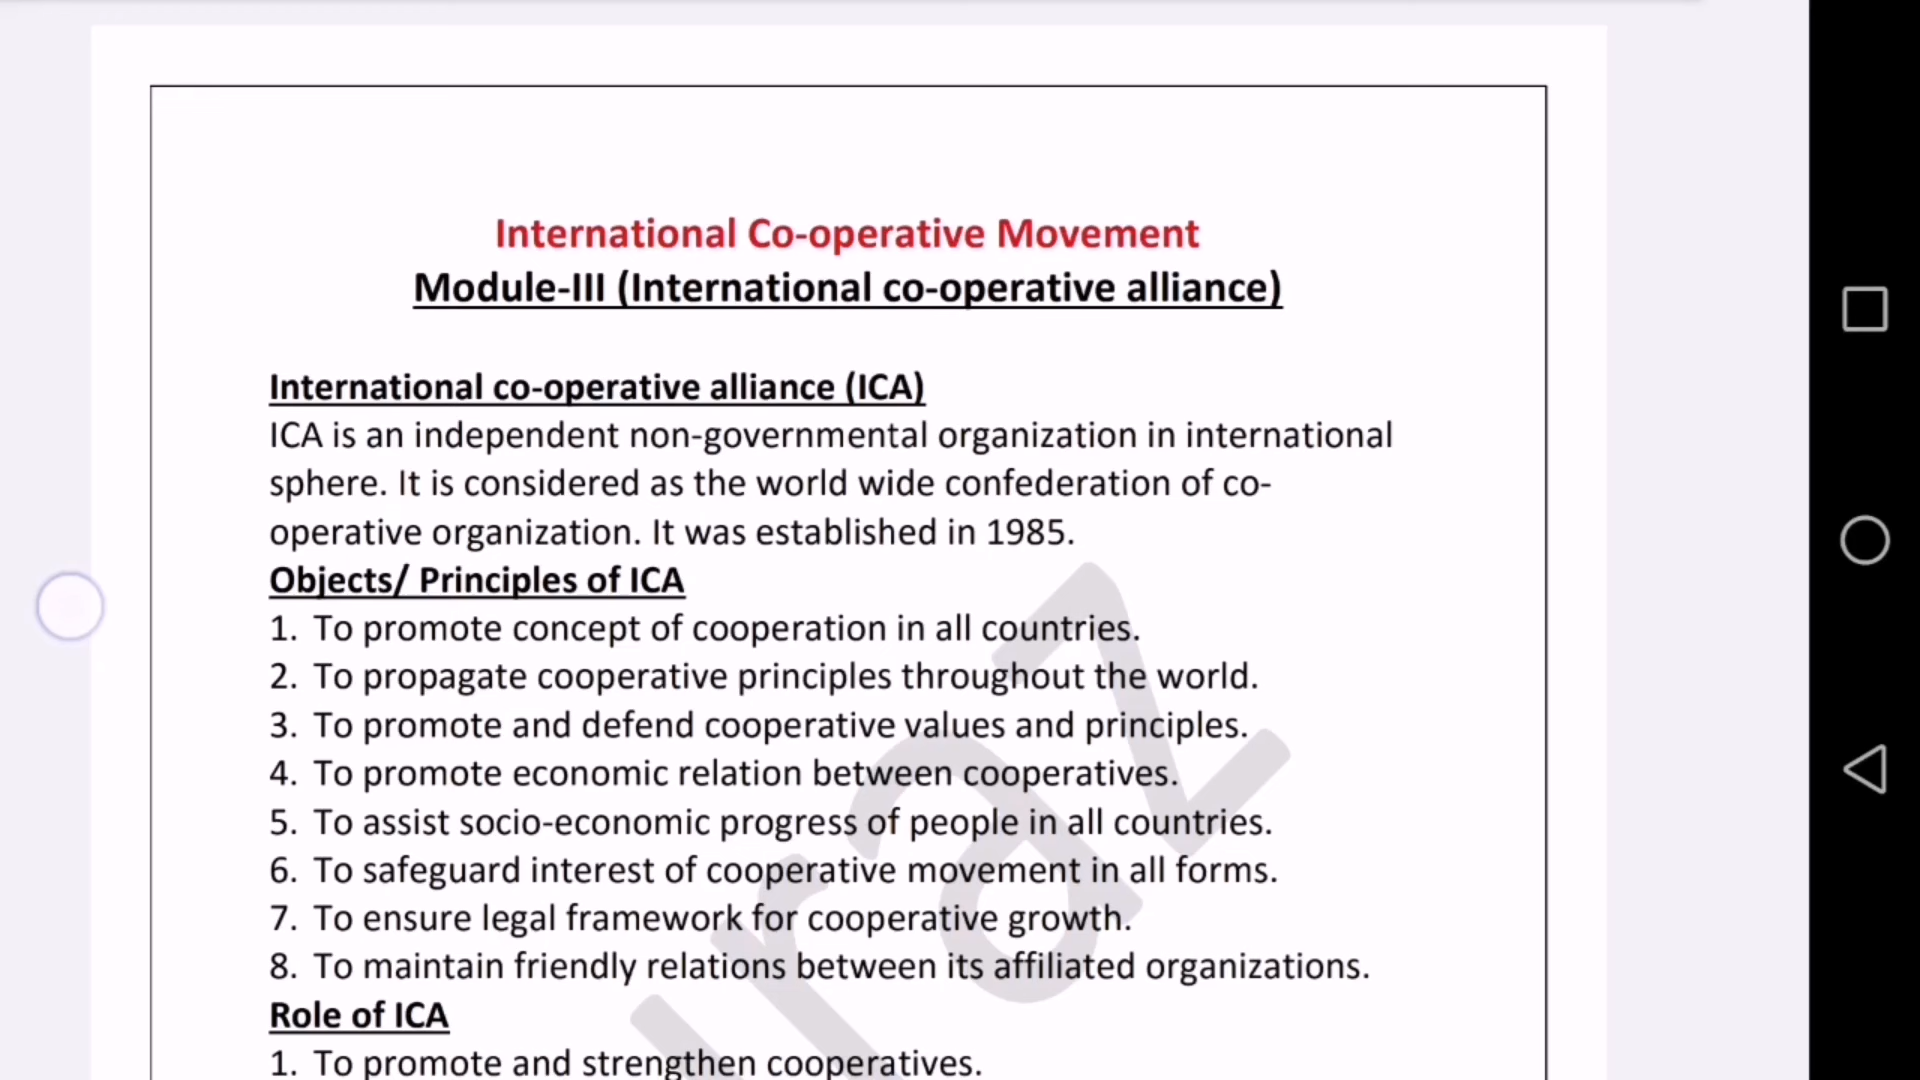 International Co-operative Movement
Module-III (International co-operative alliance)
International co-operative alliance (ICA)
ICA is an independent non-governmental organization in international
sphere. It is considered as the world wide confederation of co-
operative organization. It was established in 1985.
Objects/ Principles of ICA
1. To promote concept of cooperation in all countries.
2. To propagate cooperative principles throughout the world.
3. To promote and defend cooperative values and principles.
4. To promote economic relation between cooperatives.
5. To assist socio-economic progress of people in all countries.
6. To safeguard interest of cooperative movement in all forms.
7. To ensure legal framework for cooperative growth.
8. To maintain friendly relations between its affiliated organizations.
Role of ICA
1. To promote and strengthen cooperatives.